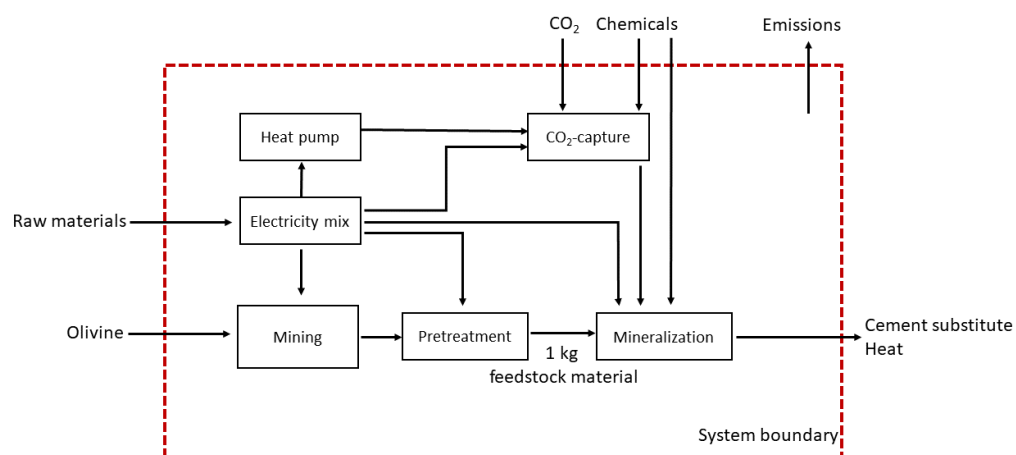 CO₂ Chemicals Emissions
Heat pump CO₂-capture
Raw materials Electricity mix
Olivine Mining Pretreatment Mineralization Cement substitute
Heat
1 kg
feedstock material
System boundary